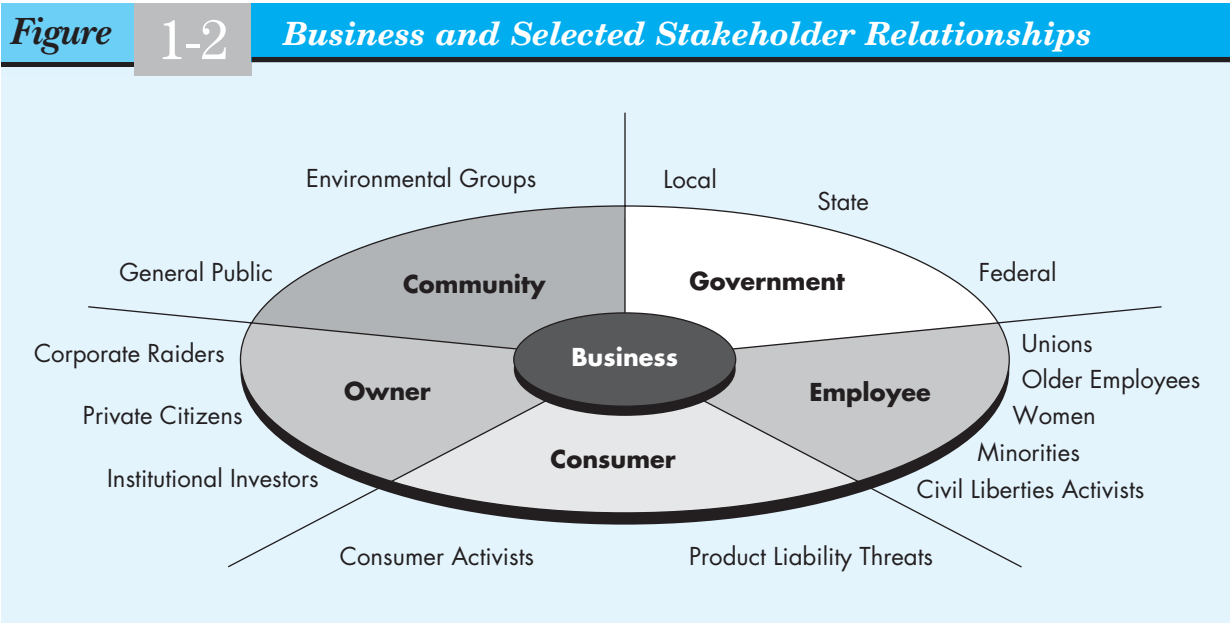 Figure 1-2 Business and Selected Stakeholder Relationships
Environmental Groups
Local
State
General Public
Community
Government
Federal
Corporate Raiders
Business
Unions
Owner
Employee
Older Employees
Private Citizens
Women
Consumer
Minorities
Institutional Investors
Civil Liberties Activists
Consumer Activists
Product Liability Threats